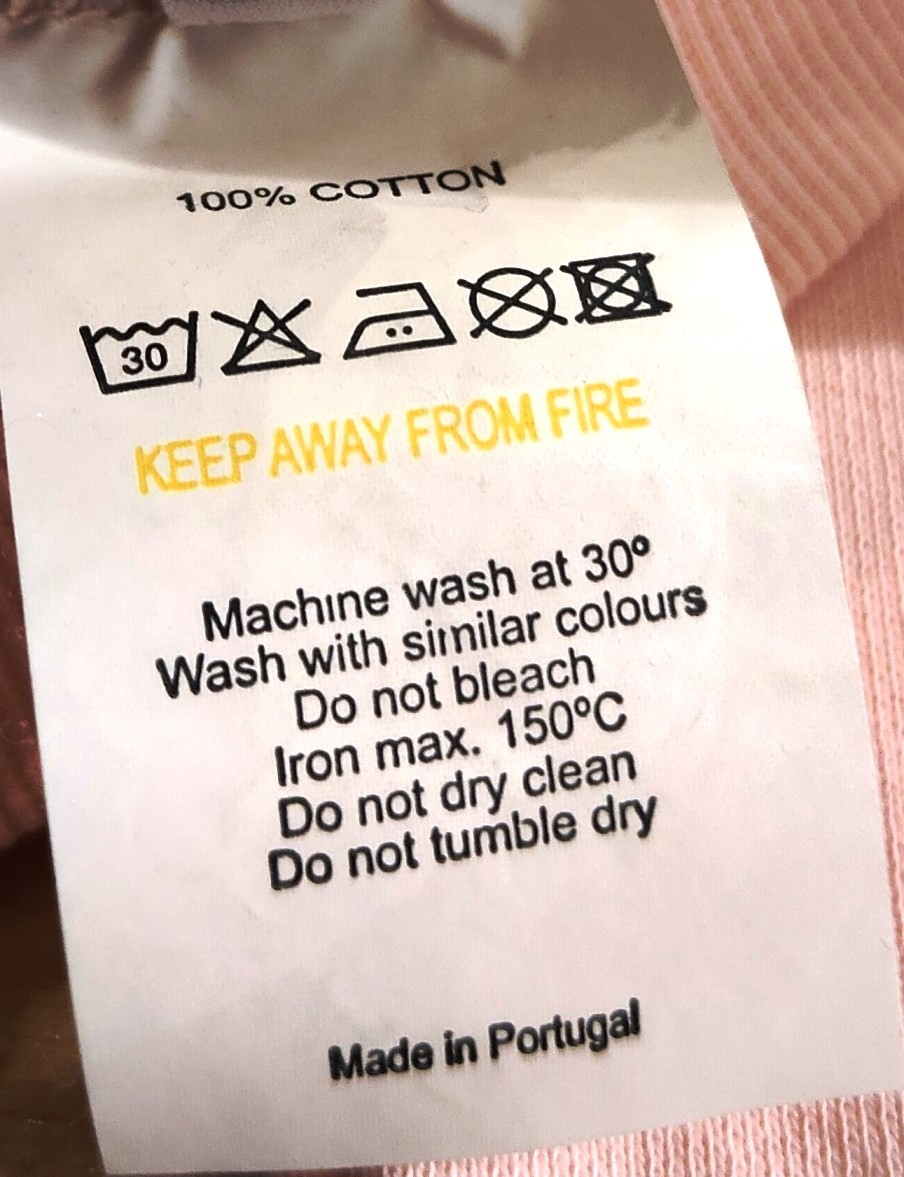 100% COTTON
30
KEEP AWAY FROM FIRE
Machine wash at 30º
Wash with similar colours
Do not bleach
Iron max. 150ºC
Do not dry clean
Do not tumble dry
Made in Portugal